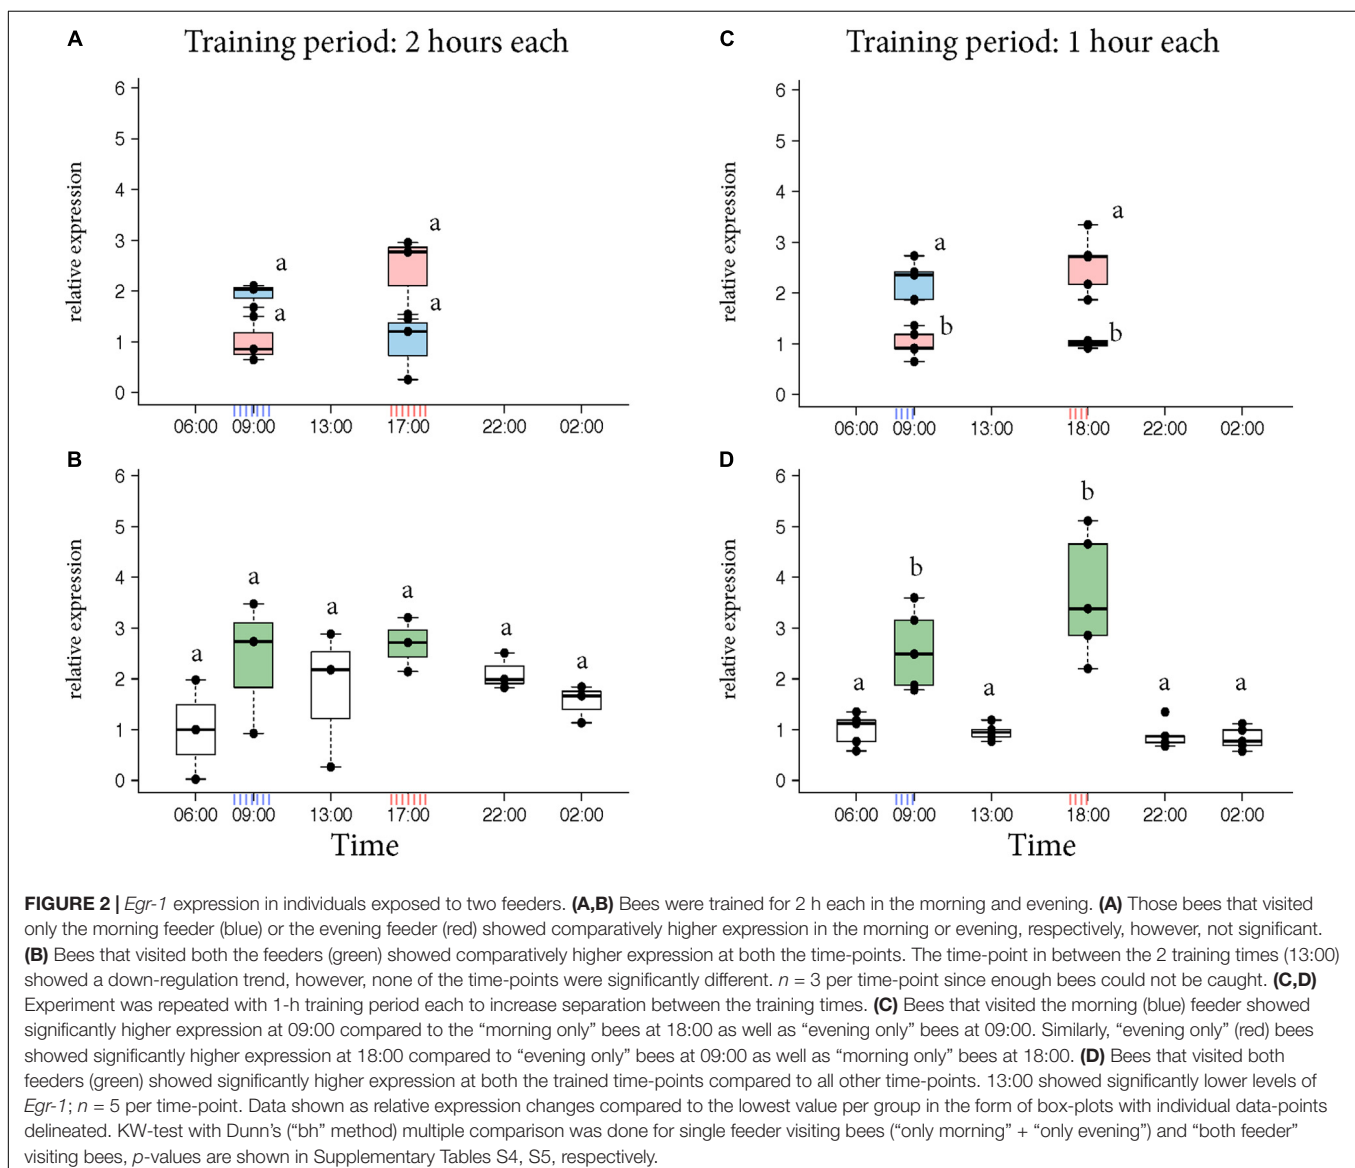 A
Training period: 2 hours each
relative expression
6
5
4
3
2
1
0
a
a
a
a
06:00 09:00 13:00 17:00 22:00 02:00
C
Training period: 1 hour each
relative expression
6
5
4
3
2
1
0
a
b
a
b
06:00 09:00 13:00 18:00 22:00 02:00
B
relative expression
6
5
4
3
2
1
0
a
a
a
a
a
a
06:00 09:00 13:00 17:00 22:00 02:00
Time
D
relative expression
6
5
4
3
2
1
0
a
b
a
b
a
a
06:00 09:00 13:00 18:00 22:00 02:00
Time
FIGURE 2 | Egr-1 expression in individuals exposed to two feeders. (A,B) Bees were trained for 2 h each in the morning and evening. (A) Those bees that visited
only the morning feeder (blue) or the evening feeder (red) showed comparatively higher expression in the morning or evening, respectively, however, not significant.
(B) Bees that visited both the feeders (green) showed comparatively higher expression at both the time-points. The time-point in between the 2 training times (13:00)
showed a down-regulation trend, however, none of the time-points were significantly different. n = 3 per time-point since enough bees could not be caught. (C,D)
Experiment was repeated with 1-h training period each to increase separation between the training times. (C) Bees that visited the morning (blue) feeder showed
significantly higher expression at 09:00 compared to the “morning only” bees at 18:00 as well as “evening only” bees at 09:00. Similarly, “evening only” (red) bees
showed significantly higher expression at 18:00 compared to “evening only” bees at 09:00 as well as “morning only” bees at 18:00. (D) Bees that visited both
feeders (green) showed significantly higher expression at both the trained time-points compared to all other time-points. 13:00 showed significantly lower levels of
Egr-1; n = 5 per time-point. Data shown as relative expression changes compared to the lowest value per group in the form of box-plots with individual data-points
delineated. KW-test with Dunn’s (“bh” method) multiple comparison was done for single feeder visiting bees (“only morning” + “only evening”) and “both feeder”
visiting bees, p-values are shown in Supplementary Tables S4, S5, respectively.